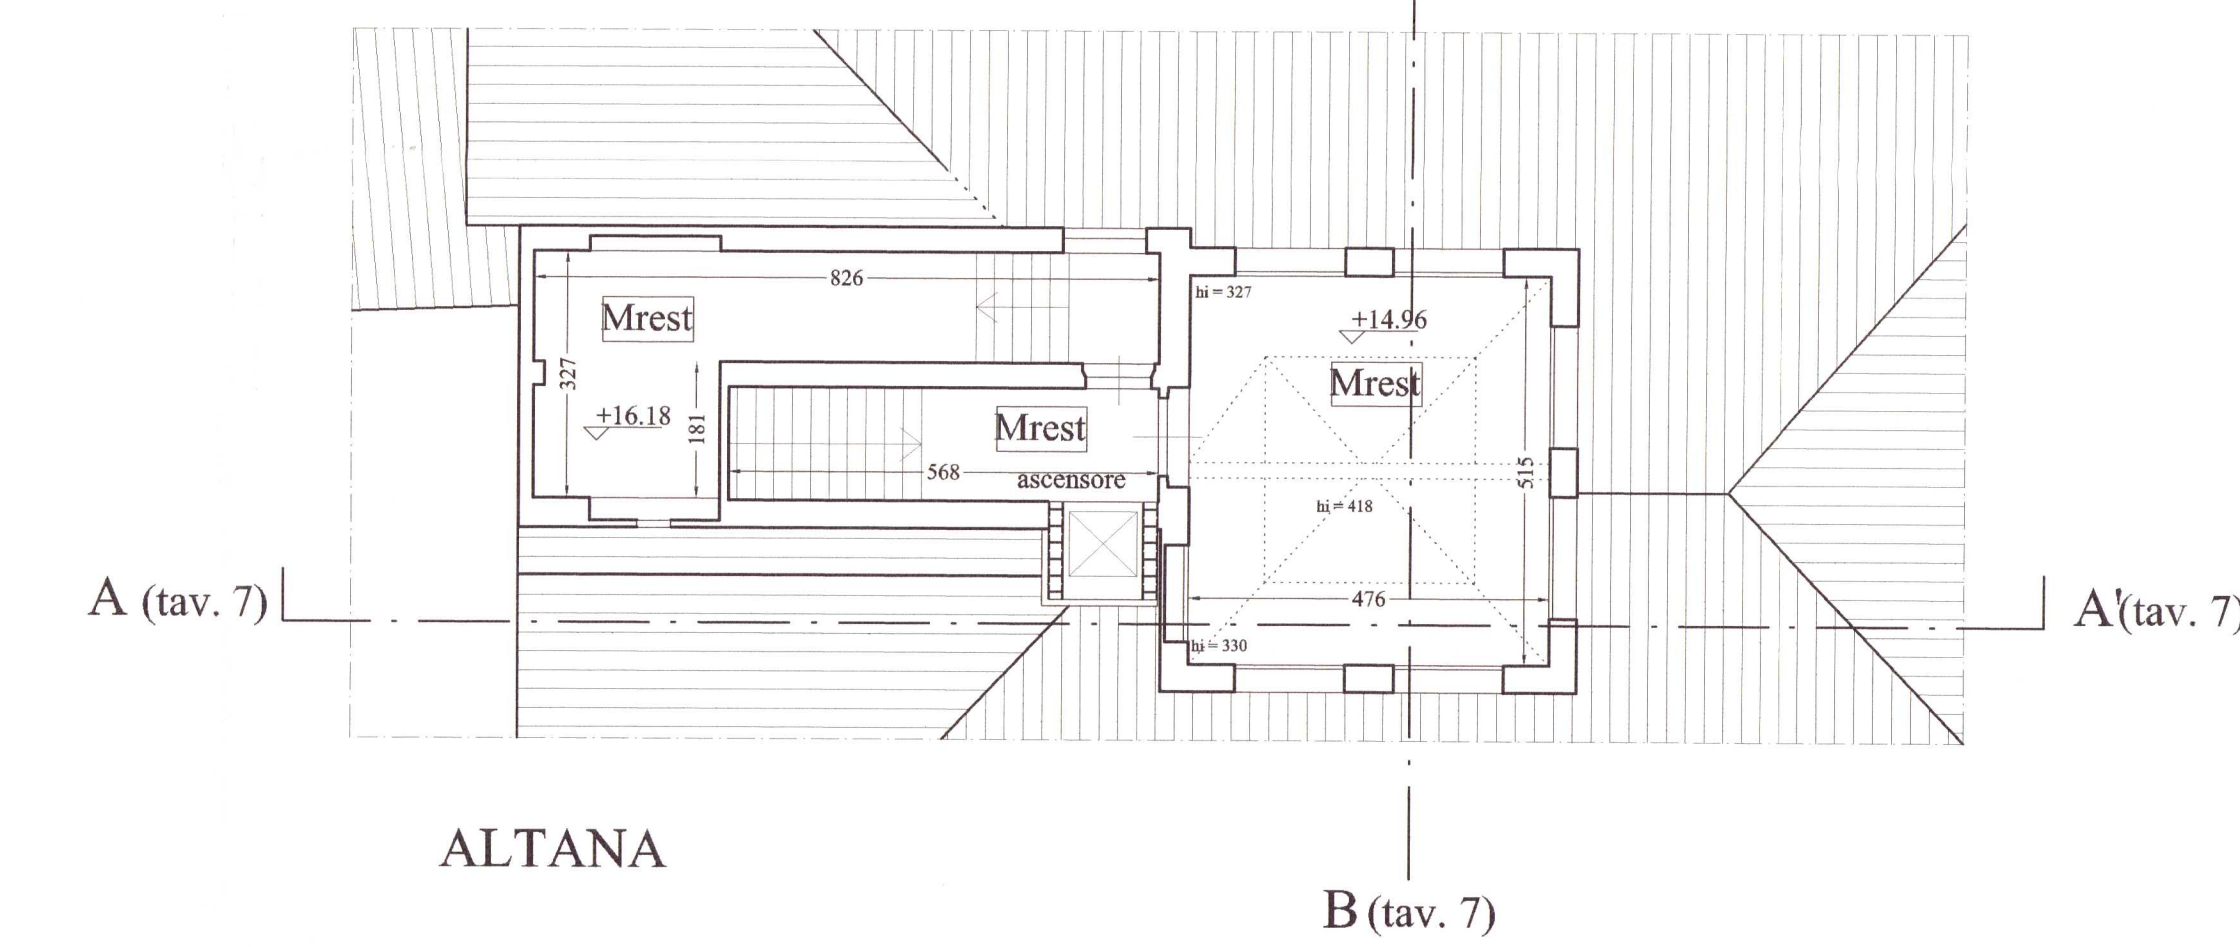 826
hi = 327
Mrest
+14.96
327
Mrest
+16.18
181
Mrest
568
ascensore
515
hi = 418
A (tav. 7)
476
A'(tav. 7)
hi = 330
ALTANA
B (tav. 7)